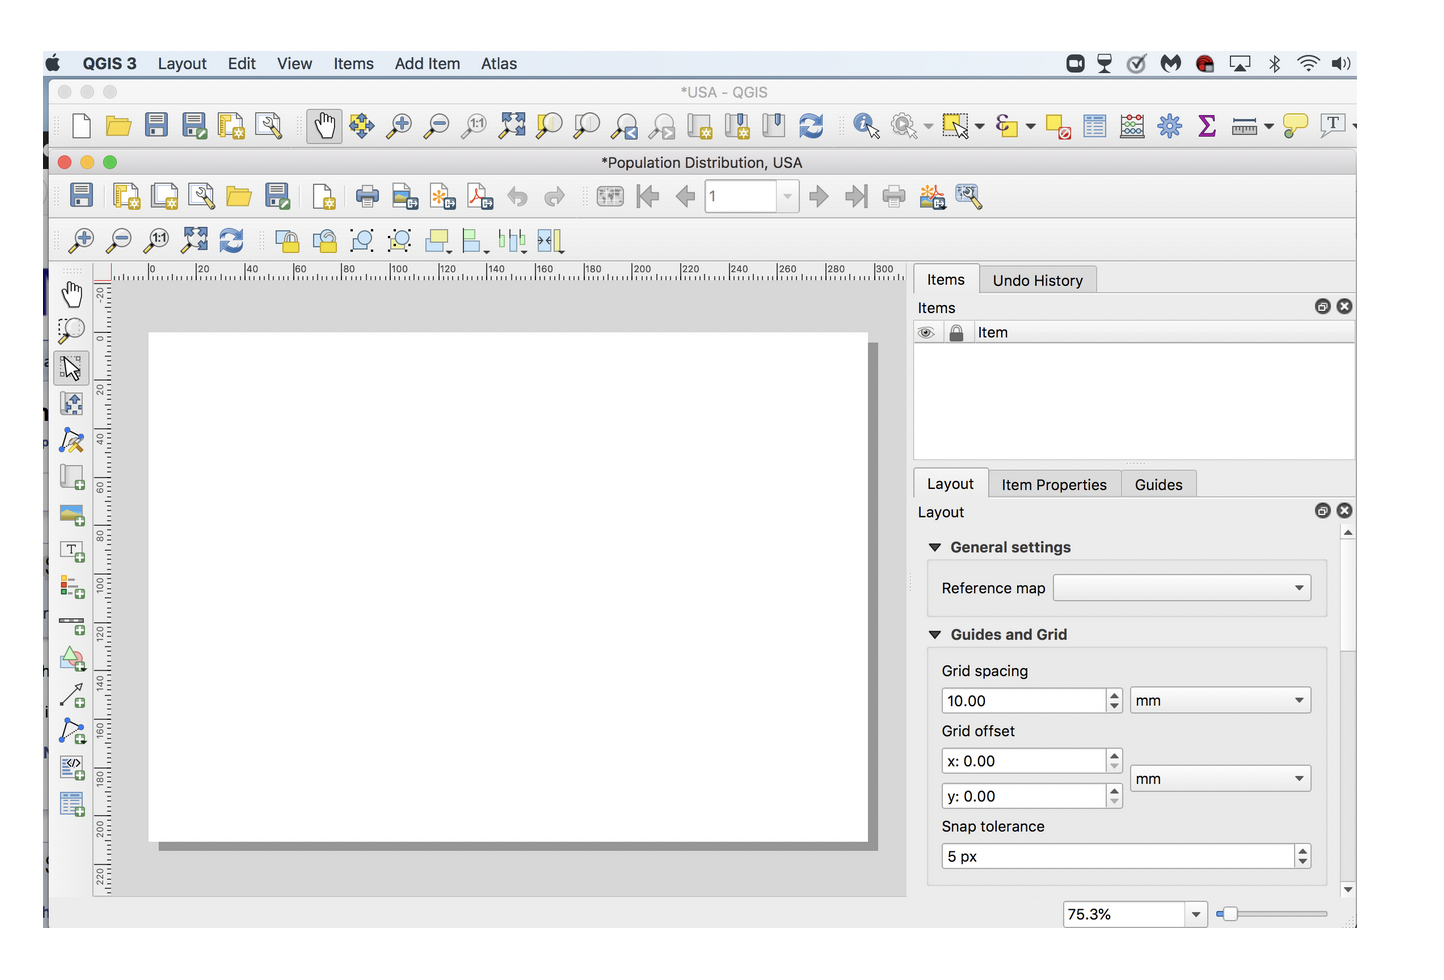 QGIS 3 Layout Edit View Items Add Item Atlas
*USA - QGIS
1:1 ε Σ T
*Population Distribution, USA
1
1:1
0 20 40 60 80 100 120 140 160 180 200 220 240 260 280 300
-20 0 20 40 60 80 100 120 140 160 180 200 220
T
</>
Items Undo History
Items
Item
Layout Item Properties Guides
Layout
General settings
Reference map
Guides and Grid
Grid spacing
10.00 mm
Grid offset
x: 0.00
mm
y: 0.00
Snap tolerance
5 px
75.3%